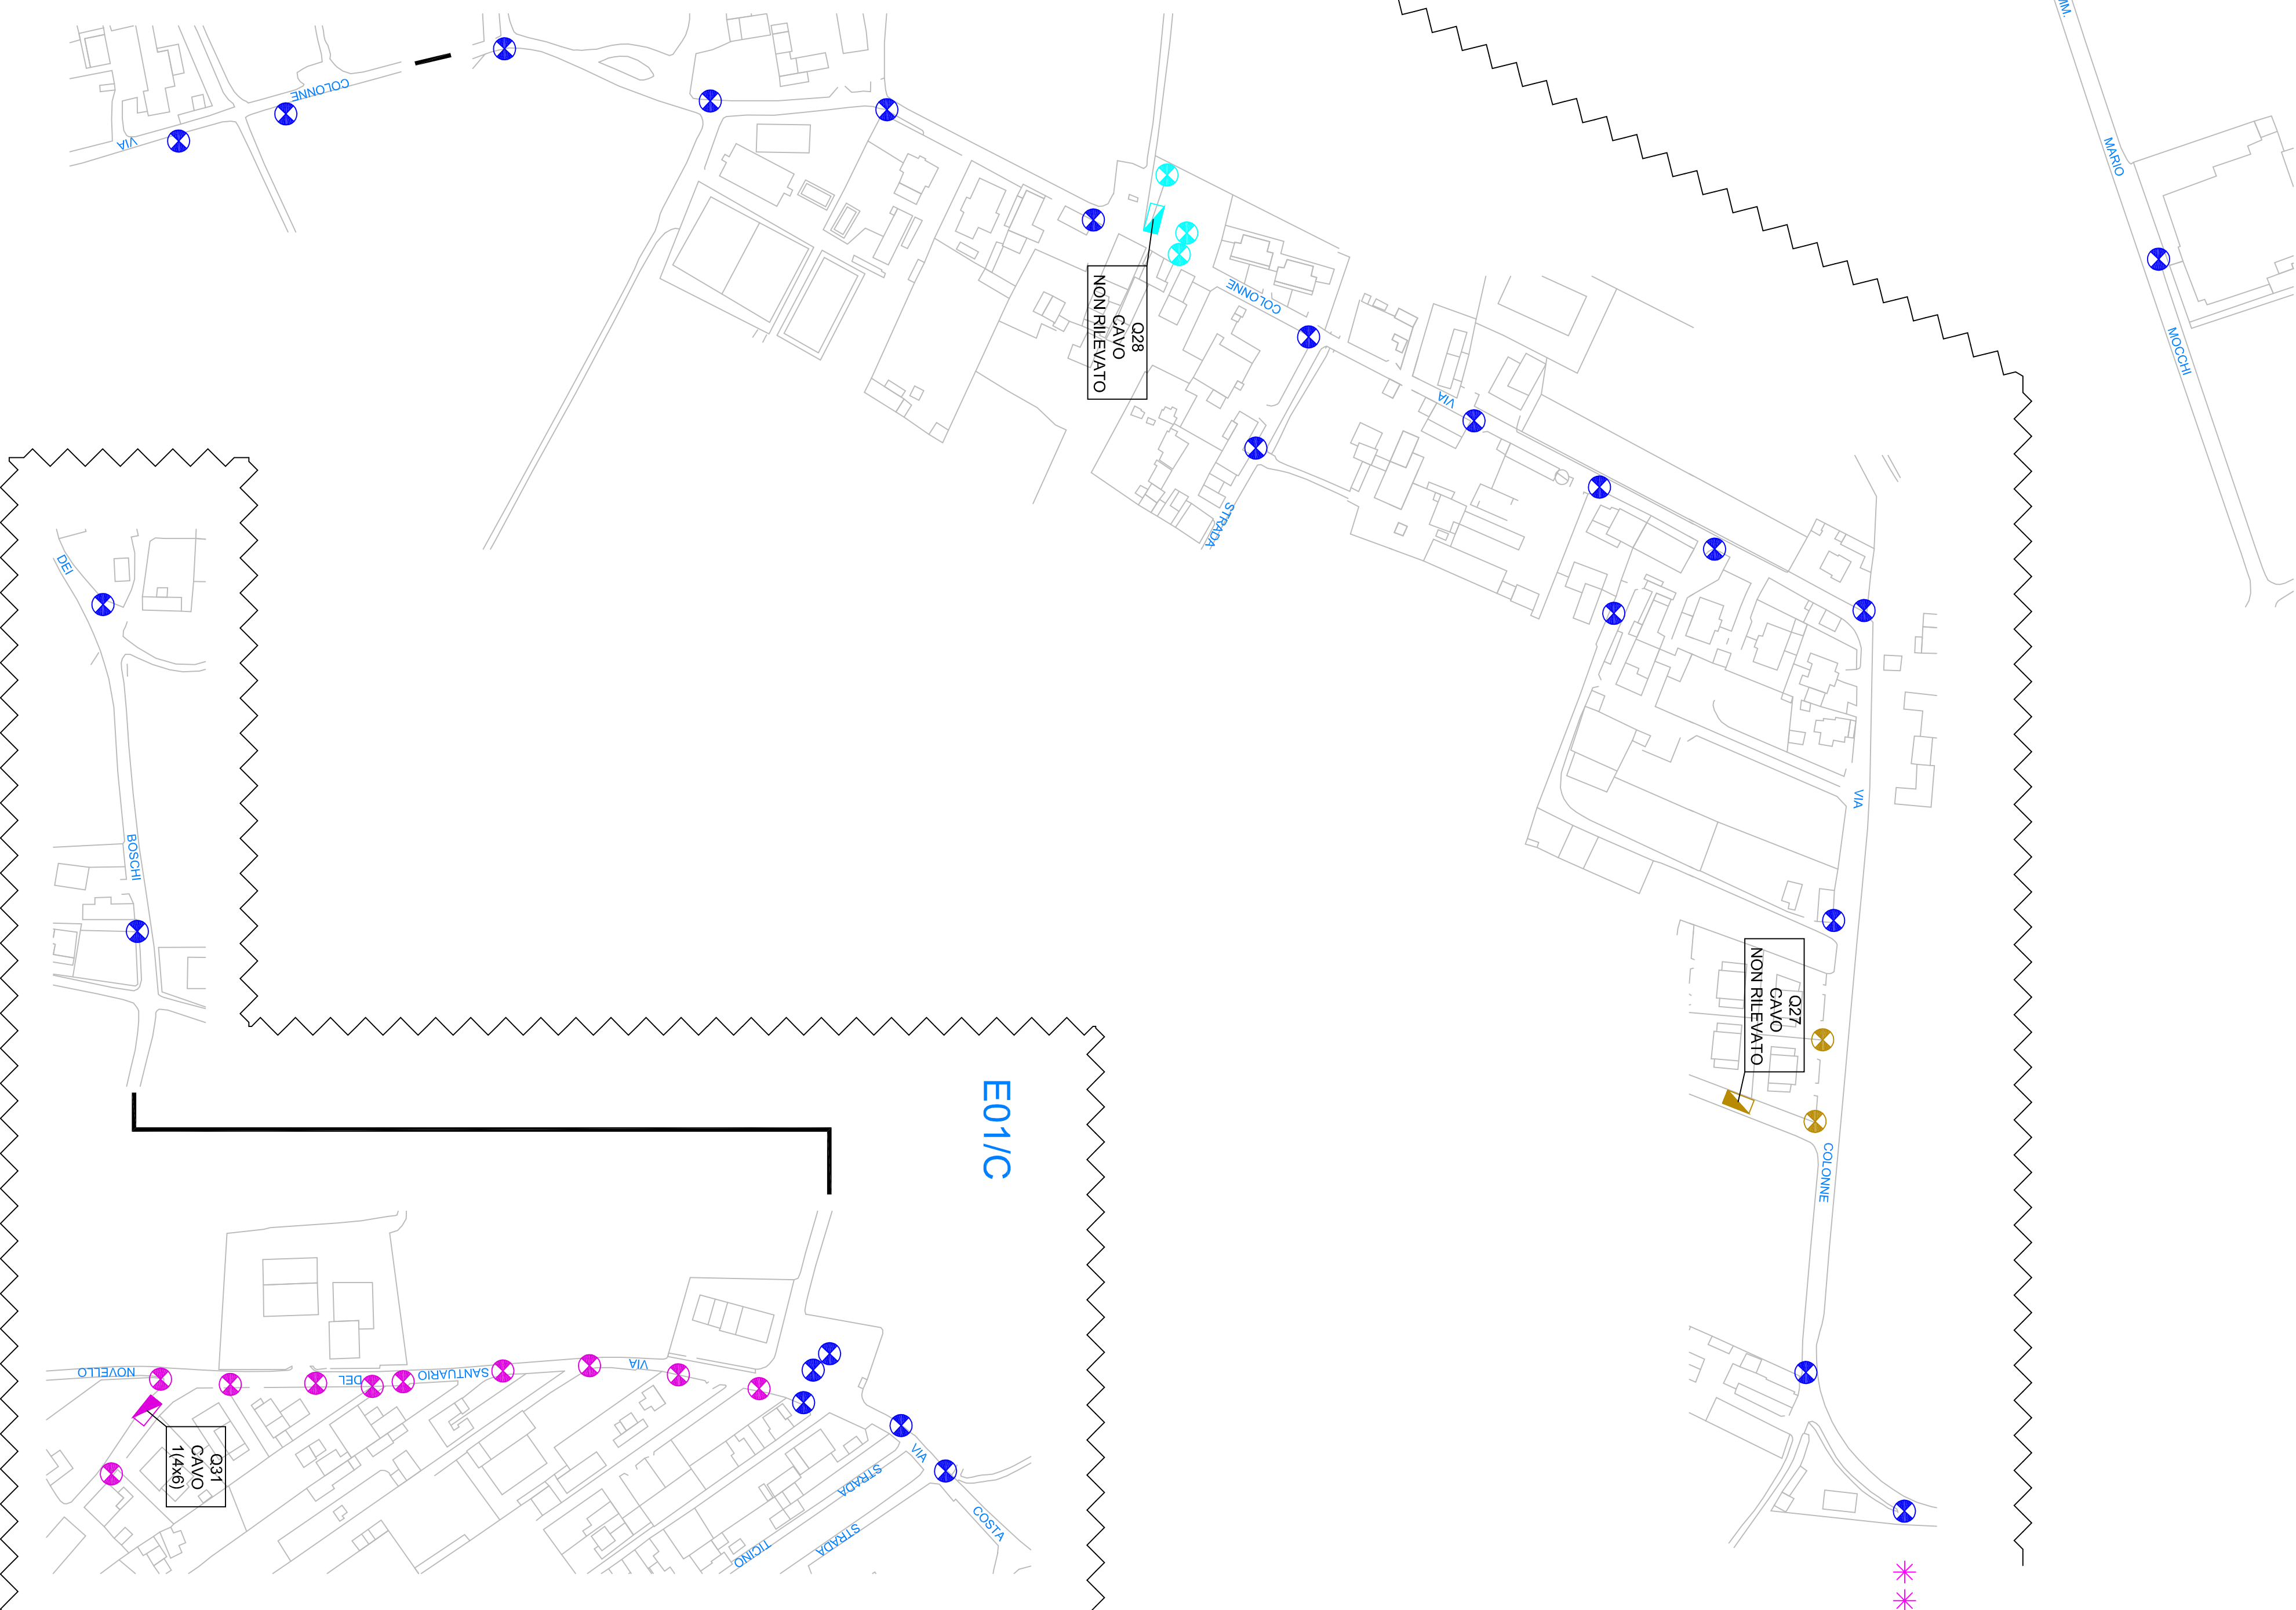 MM.
MARIO
MOCCHI
COLONNE
VIA
Q28
CAVO
NON RILEVATO
COLONNE
VIA
STRADA
DEI
BOSCHI
VIA
Q27
CAVO
NON RILEVATO
COLONNE
E01/C
NOVELLO
DEL
SANTUARIO
VIA
Q31
CAVO
1(4x6)
VIA
STRADA
COSTA
STRADA
TICINO